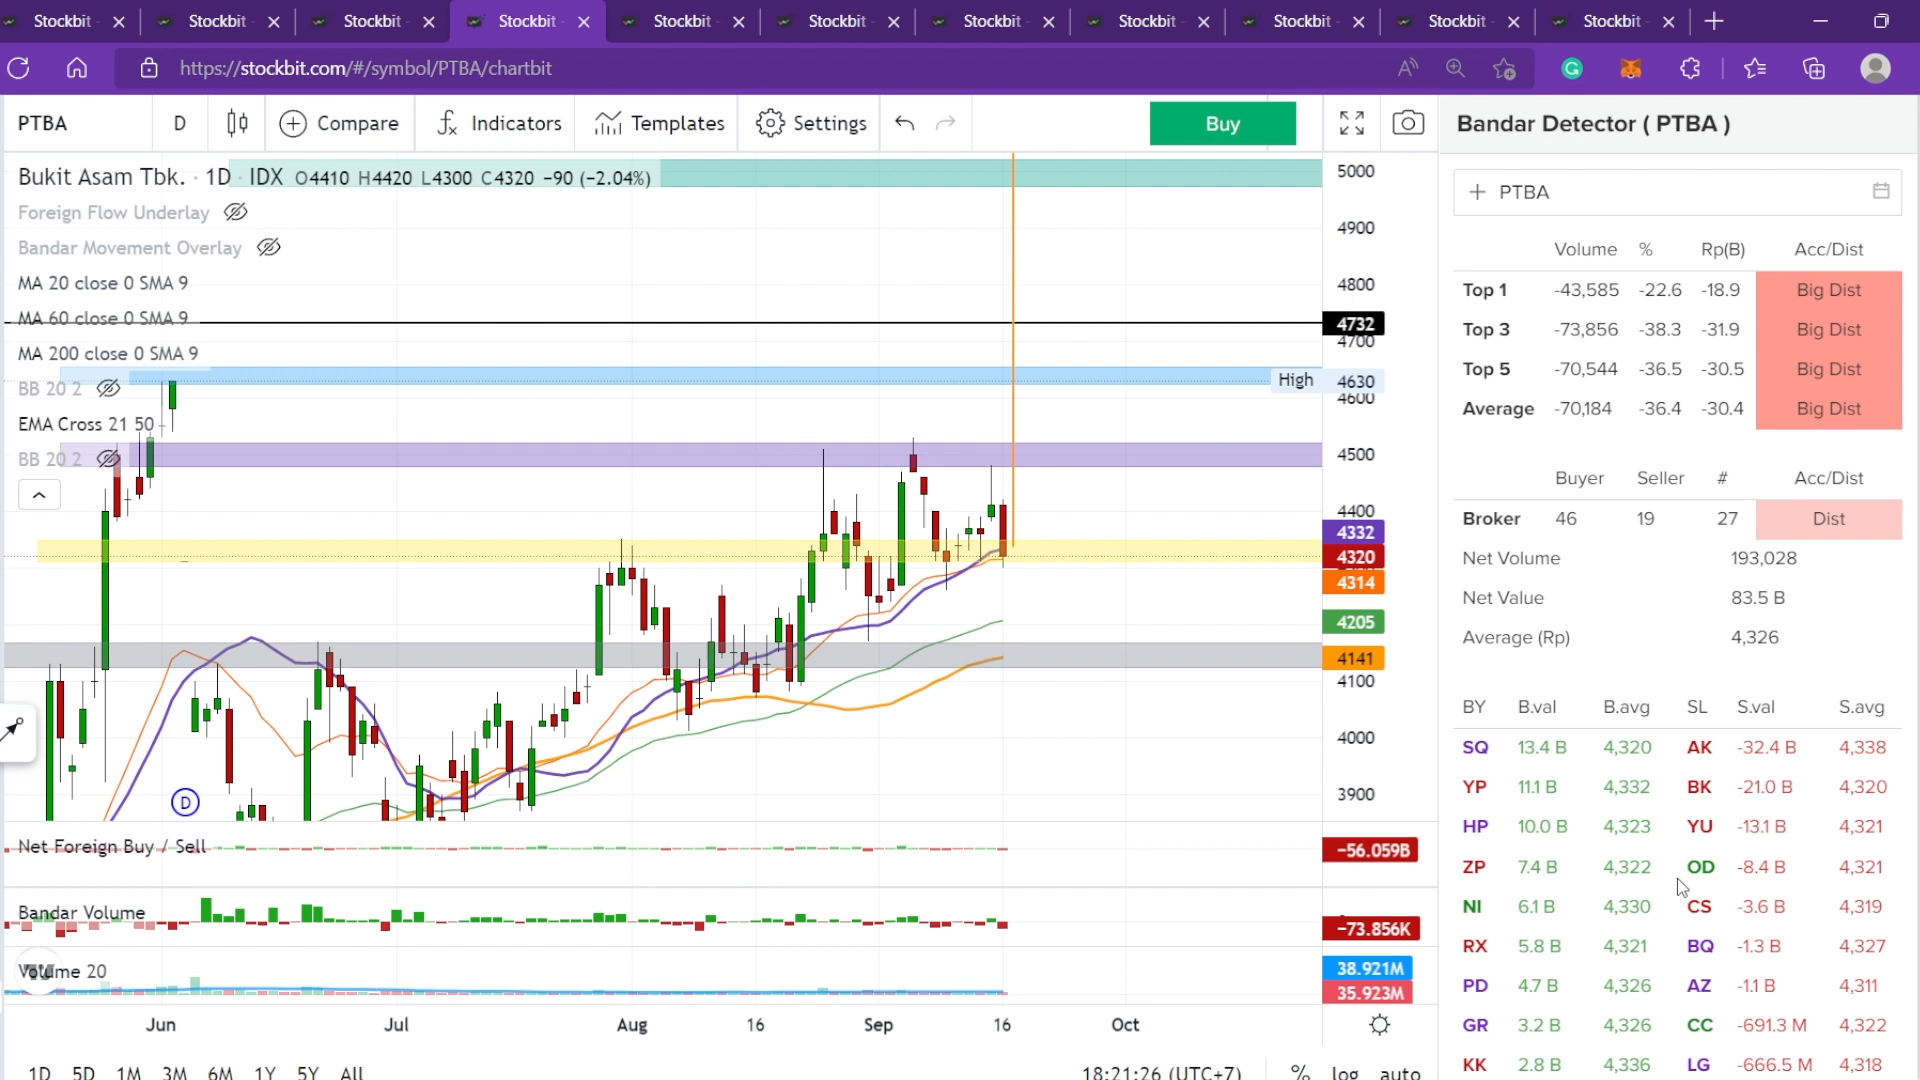 Stockbit Stockbit Stockbit Stockbit Stockbit Stockbit Stockbit Stockbit Stockbit Stockbit Stockbit
https://stockbit.com/#/symbol/PTBA/chartbit
PTBA D Compare Indicators Templates Settings Buy
Bukit Asam Tbk. · 1D · IDX O4410 H4420 L4300 C4320 −90 (−2.04%)
Foreign Flow Underlay
Bandar Movement Overlay
MA 20 close 0 SMA 9
MA 60 close 0 SMA 9
MA 200 close 0 SMA 9
BB 20 2
EMA Cross 21 50
BB 20 2
5000
4900
4800
4732
4700
High 4630
4600
4500
4400
4332
4320
4314
4205
4141
4100
4000
3900
D
Net Foreign Buy / Sell −56.059B
Bandar Volume −73.856K
Volume 20 38.921M
35.923M
Jun Jul Aug 16 Sep 16 Oct
1D 5D 1M 3M 6M 1Y 5Y All 18:21:26 (UTC+7) % log auto
Bandar Detector ( PTBA )
PTBA
Volume % Rp(B) Acc/Dist
Top 1 -43,585 -22.6 -18.9 Big Dist
Top 3 -73,856 -38.3 -31.9 Big Dist
Top 5 -70,544 -36.5 -30.5 Big Dist
Average -70,184 -36.4 -30.4 Big Dist
Buyer Seller # Acc/Dist
Broker 46 19 27 Dist
Net Volume 193,028
Net Value 83.5 B
Average (Rp) 4,326
BY B.val B.avg SL S.val S.avg
SQ 13.4 B 4,320 AK -32.4 B 4,338
YP 11.1 B 4,332 BK -21.0 B 4,320
HP 10.0 B 4,323 YU -13.1 B 4,321
ZP 7.4 B 4,322 OD -8.4 B 4,321
NI 6.1 B 4,330 CS -3.6 B 4,319
RX 5.8 B 4,321 BQ -1.3 B 4,327
PD 4.7 B 4,326 AZ -1.1 B 4,311
GR 3.2 B 4,326 CC -691.3 M 4,322
KK 2.8 B 4,336 LG -666.5 M 4,318